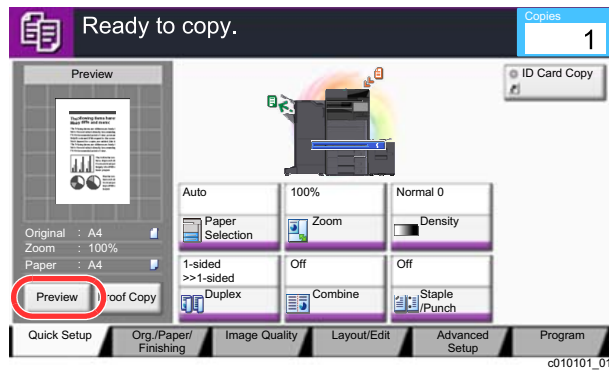 Ready to copy.
Copies
1
Preview
ID Card Copy
Original : A4
Zoom : 100%
Paper : A4
Preview
Proof Copy
Auto
Paper
Selection
100%
Zoom
Normal 0
Density
1-sided
>>1-sided
Duplex
Off
Combine
Off
Staple
/Punch
Quick Setup
Org./Paper/
Finishing
Image Quality
Layout/Edit
Advanced
Setup
Program
c010101_01